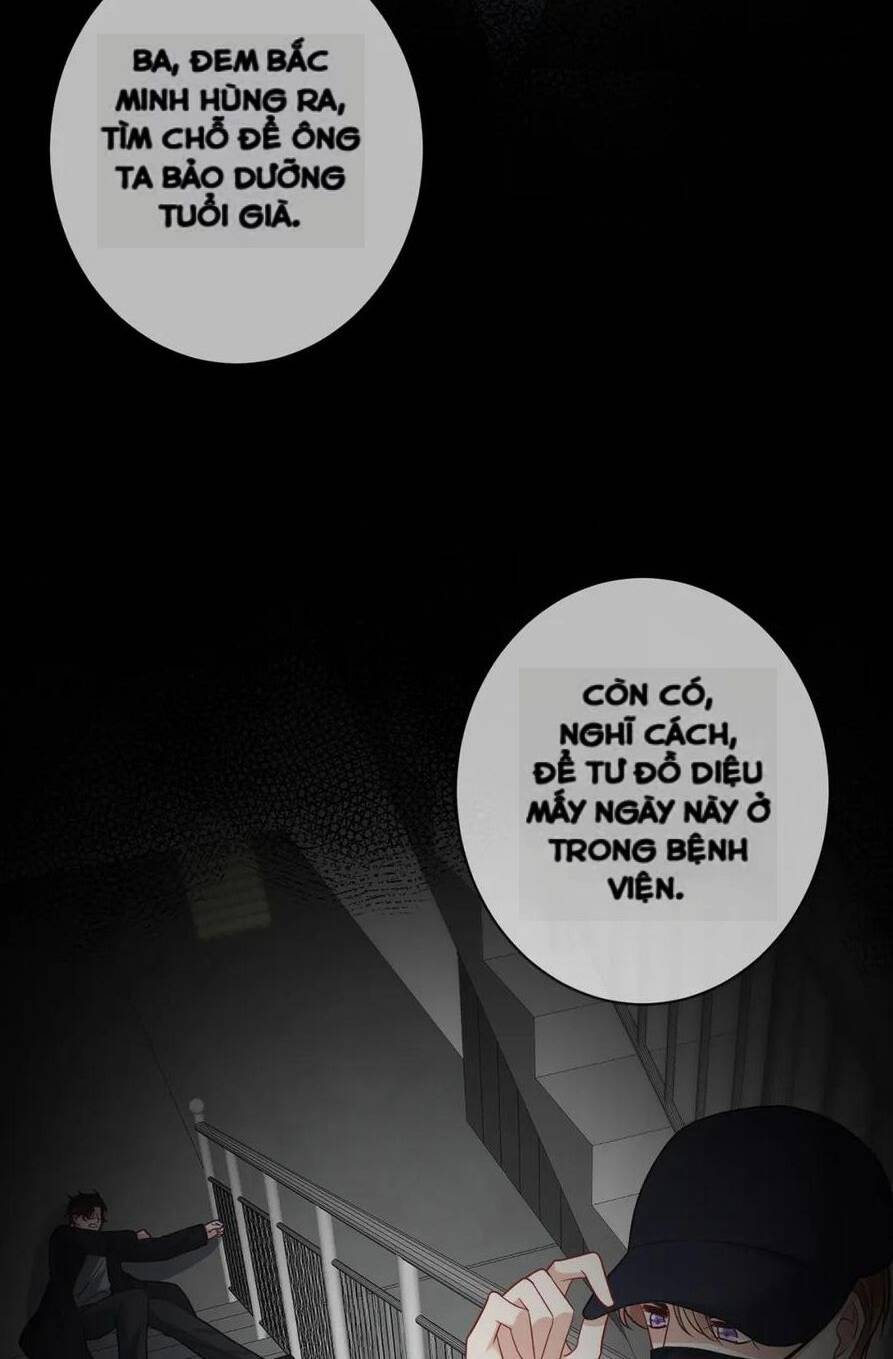 BA, ĐEM BẮC
MINH HÙNG RA,
TÌM CHỖ ĐỂ ÔNG
TA BẢO DƯỠNG
TUỔI GIÀ.
CÒN CÓ,
NGHĨ CÁCH,
ĐỂ TƯ ĐỒ DIỆU
MẤY NGÀY NÀY Ở
TRONG BỆNH
VIỆN.